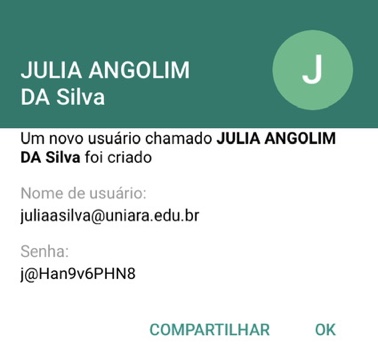 JULIA ANGOLIM
DA Silva
J
Um novo usuário chamado JULIA ANGOLIM
DA Silva foi criado
Nome de usuário:
juliaasilva@uniara.edu.br
Senha:
j@Han9v6PHN8
COMPARTILHAR OK